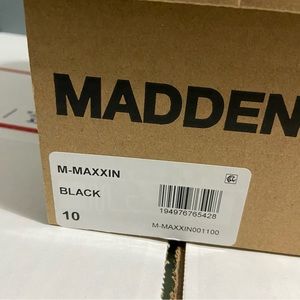 MADDEN
M-MAXXIN
BLACK
10
194976765428
M-MAXXIN001100